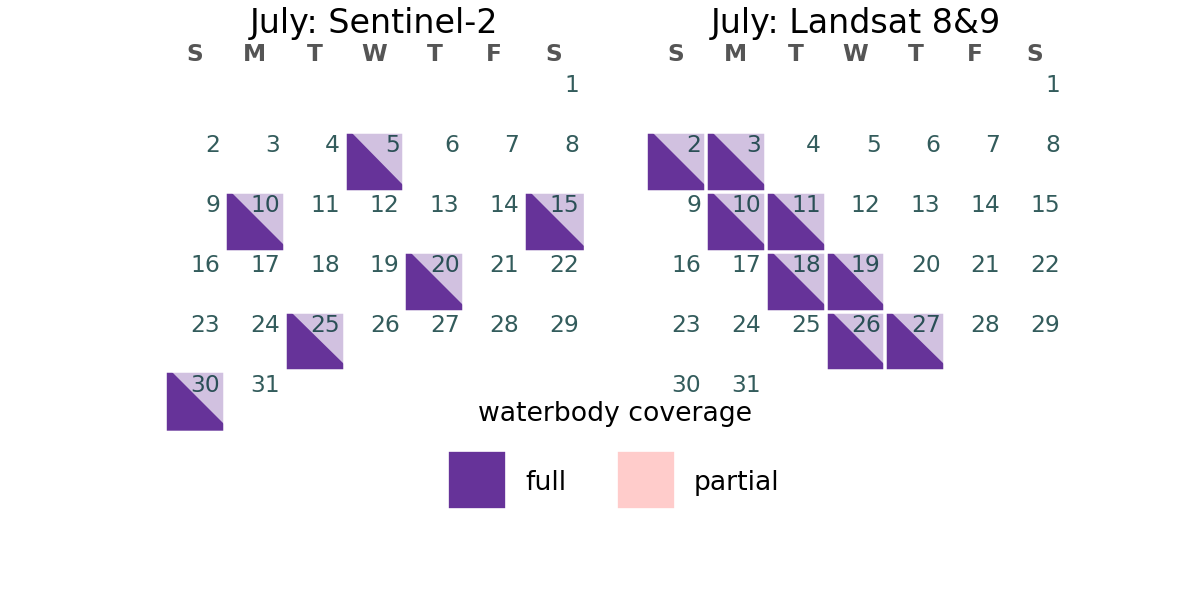 July: Sentinel-2
S M T W T F S
1
2 3 4 5 6 7 8
9 10 11 12 13 14 15
16 17 18 19 20 21 22
23 24 25 26 27 28 29
30 31
July: Landsat 8&9
S M T W T F S
1
2 3 4 5 6 7 8
9 10 11 12 13 14 15
16 17 18 19 20 21 22
23 24 25 26 27 28 29
30 31
waterbody coverage
full partial